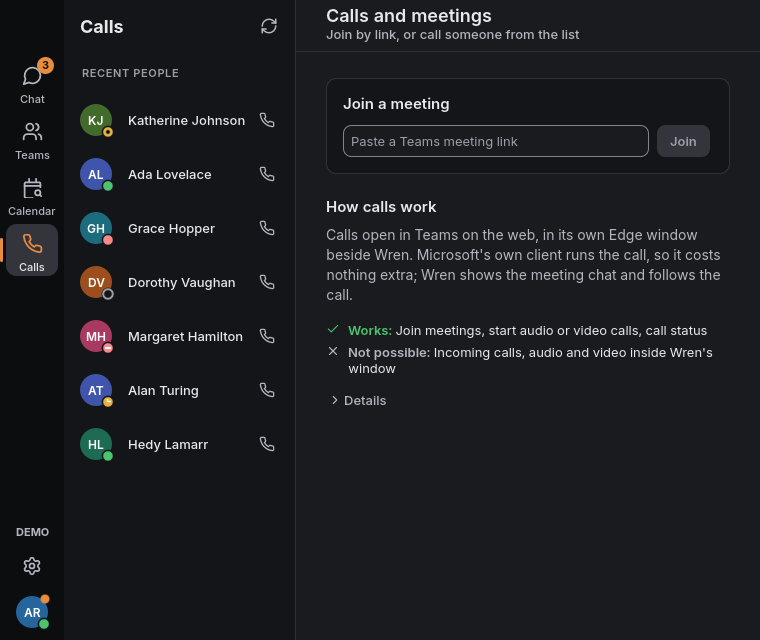 3
Chat
Teams
Calendar
Calls
DEMO
AR
Calls
RECENT PEOPLE
KJ Katherine Johnson
AL Ada Lovelace
GH Grace Hopper
DV Dorothy Vaughan
MH Margaret Hamilton
AT Alan Turing
HL Hedy Lamarr
Calls and meetings
Join by link, or call someone from the list
Join a meeting
Paste a Teams meeting link Join
How calls work
Calls open in Teams on the web, in its own Edge window
beside Wren. Microsoft's own client runs the call, so it costs
nothing extra; Wren shows the meeting chat and follows the
call.
Works: Join meetings, start audio or video calls, call status
Not possible: Incoming calls, audio and video inside Wren's
window
Details